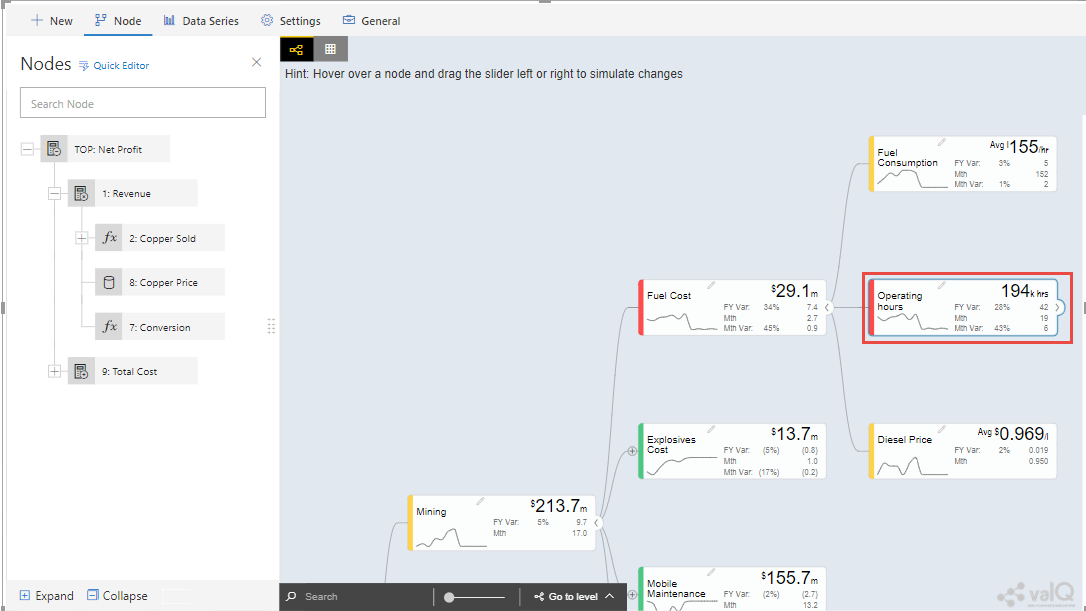 New
Node
Data Series
Settings
General
Nodes
Quick Editor
Search Node
TOP: Net Profit
1: Revenue
fx
2: Copper Sold
8: Copper Price
fx
7: Conversion
9: Total Cost
Expand
Collapse
Hint: Hover over a node and drag the slider left or right to simulate changes
Fuel
Consumption
Avg l 155/hr
FY Var: 3% 5
Mth 152
Mth Var: 1% 2
Fuel Cost
$29.1m
FY Var: 34% 7.4
Mth 2.7
Mth Var: 45% 0.9
Operating
hours
194k hrs
FY Var: 28% 42
Mth 19
Mth Var: 43% 6
Explosives
Cost
$13.7m
FY Var: (5%) (0.8)
Mth 1.0
Mth Var: (17%) (0.2)
Diesel Price
Avg $0.969/l
FY Var: 2% 0.019
Mth 0.950
Mining
$213.7m
FY Var: 5% 9.7
Mth 17.0
Mobile
Maintenance
$155.7m
FY Var: (2%) (2.7)
Mth 13.2
Search
Go to level
valQ